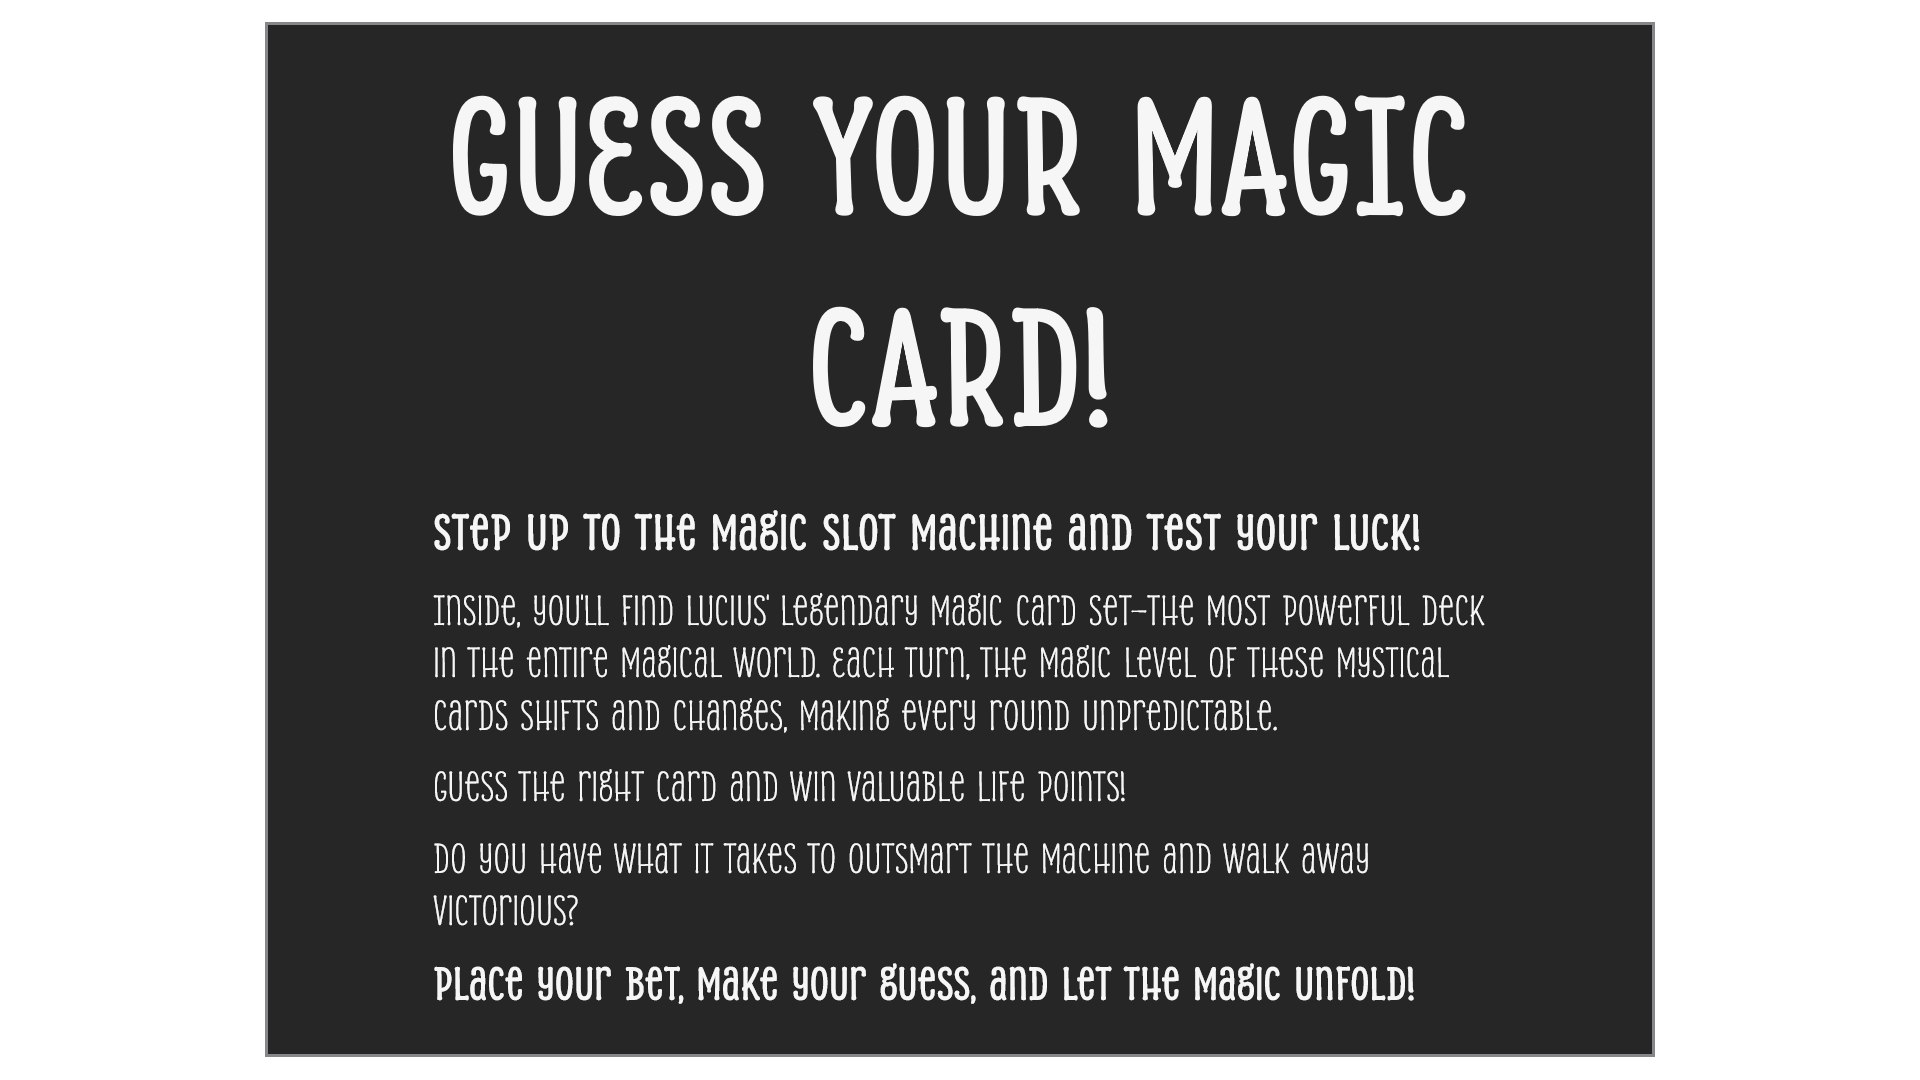 GUESS YOUR MAGIC
CARD!
Step up to the Magic Slot Machine and test your luck!
Inside, you'll find Lucius' Legendary Magic Card Set—the most powerful deck
in the entire magical world. Each turn, the magic level of these mystical
cards shifts and changes, making every round unpredictable.
Guess the right card and win valuable life points!
Do you have what it takes to outsmart the machine and walk away
victorious?
Place your bet, make your guess, and let the magic unfold!